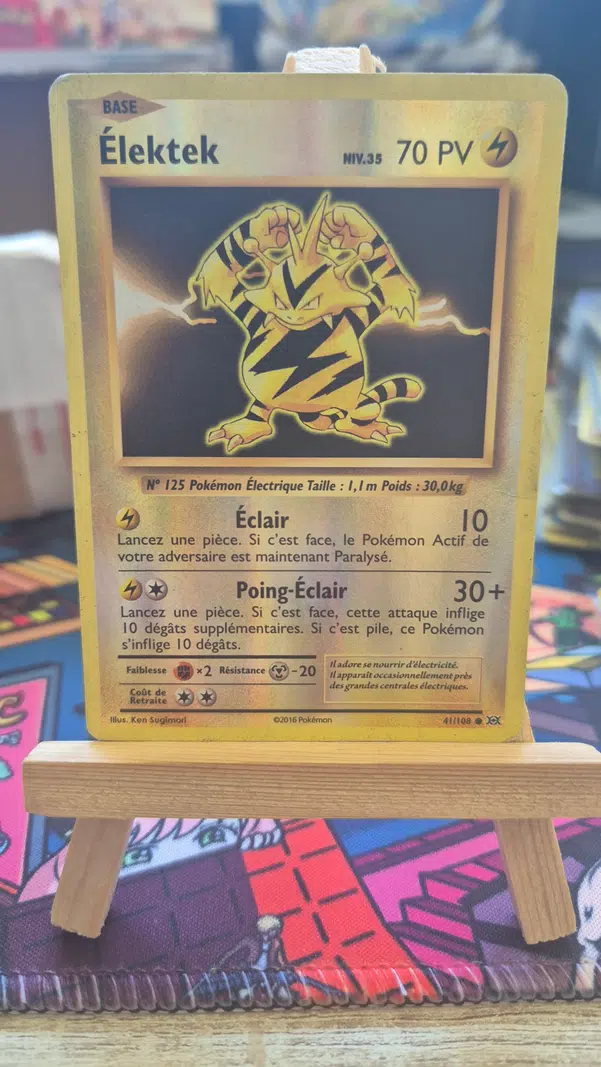 BASE
Élektek NIV.35 70 PV
N° 125 Pokémon Électrique Taille : 1,1 m Poids : 30,0kg
Éclair 10
Lancez une pièce. Si c'est face, le Pokémon Actif de
votre adversaire est maintenant Paralysé.
Poing-Éclair 30+
Lancez une pièce. Si c'est face, cette attaque inflige
10 dégâts supplémentaires. Si c'est pile, ce Pokémon
s'inflige 10 dégâts.
Faiblesse ×2 Résistance -20
Il adore se nourrir d'électricité.
Il apparaît occasionnellement près
des grandes centrales électriques.
Coût de
Retraite
Illus. Ken Sugimori ©2016 Pokémon 41/108